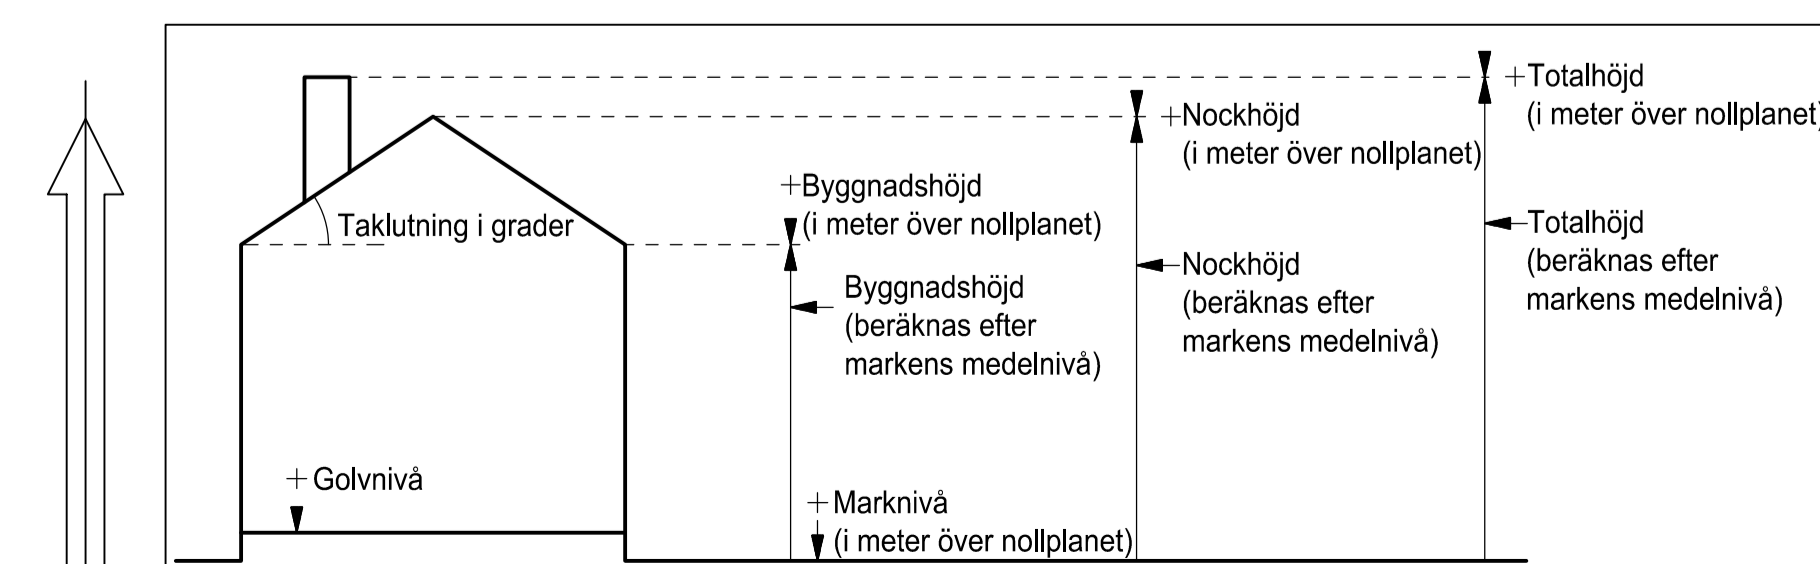 +Totalhöjd
(i meter över nollplanet)
+Nockhöjd
(i meter över nollplanet)
+Byggnadshöjd
(i meter över nollplanet)
Taklutning i grader
Totalhöjd
(beräknas efter
markens medelnivå)
Nockhöjd
(beräknas efter
markens medelnivå)
Byggnadshöjd
(beräknas efter
markens medelnivå)
+ Golvnivå
+ Marknivå
(i meter över nollplanet)